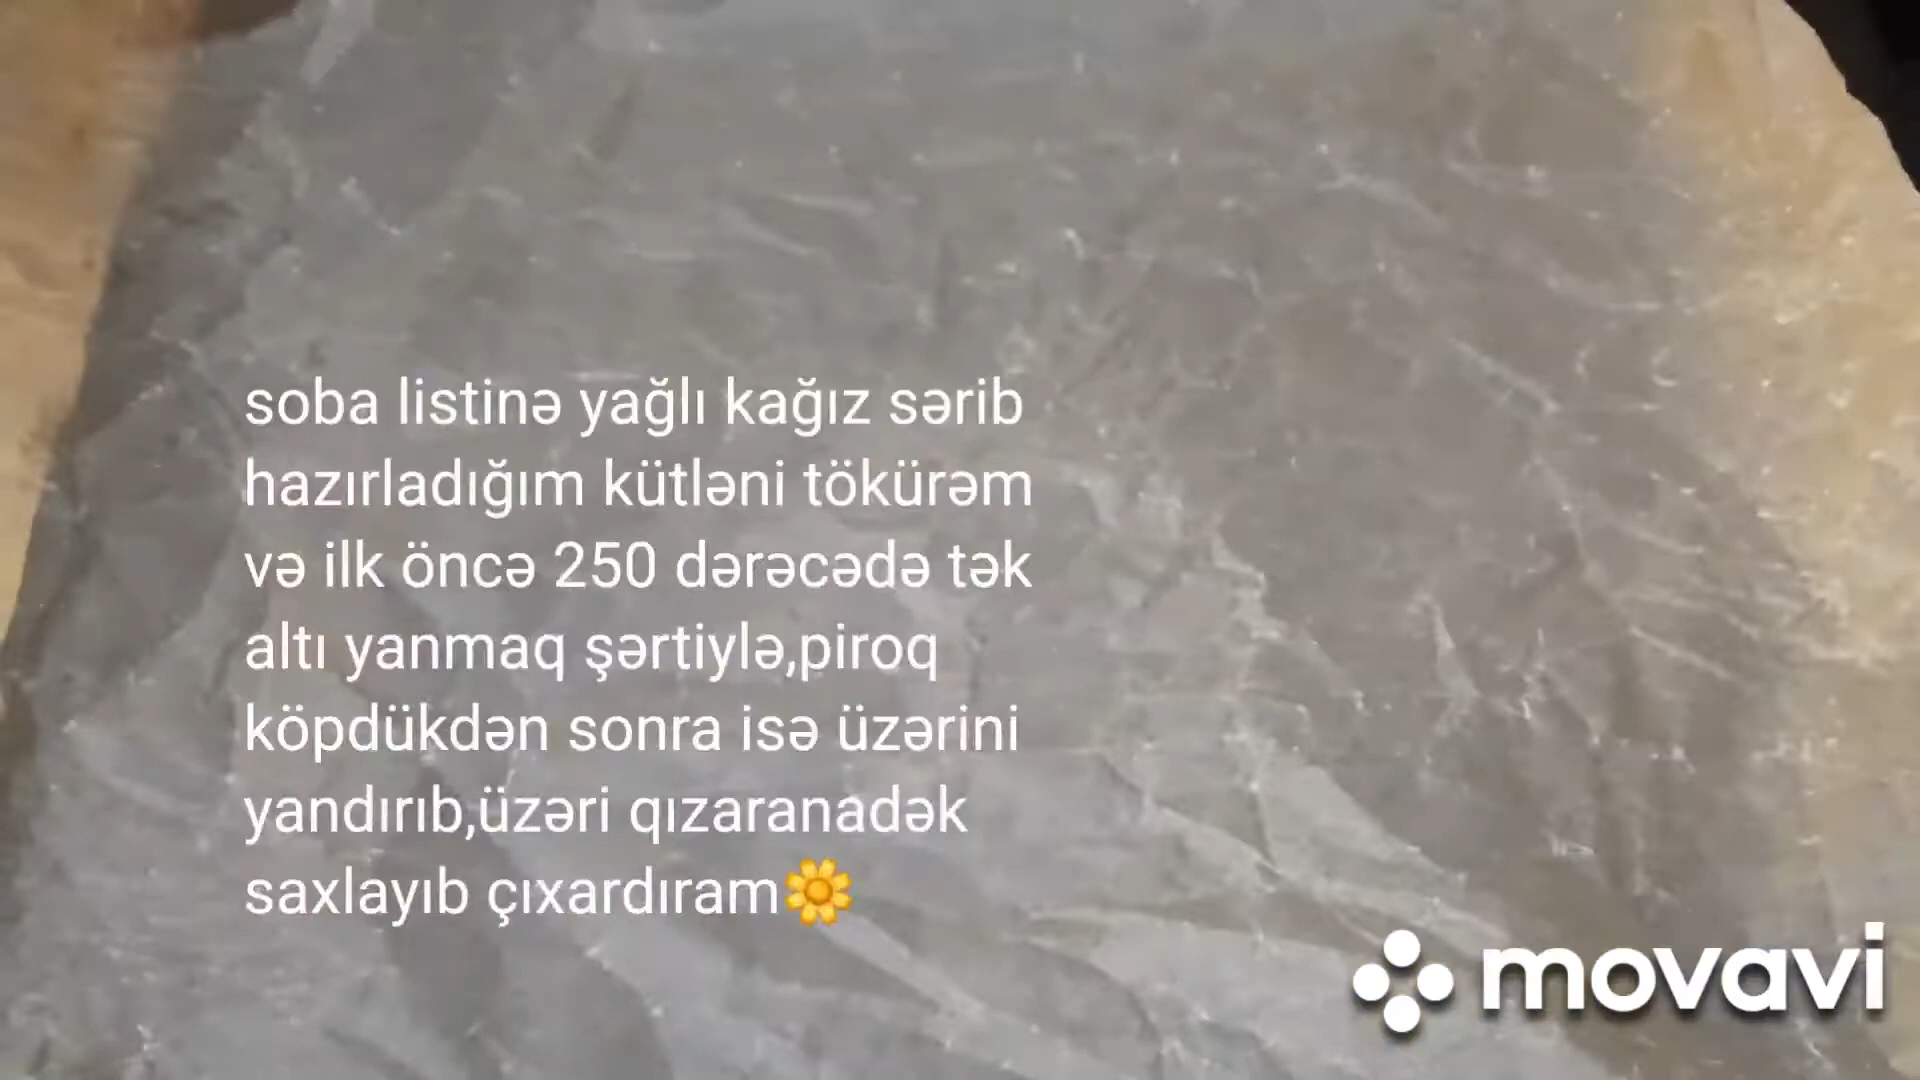 soba listinə yağlı kağız sərib
hazırladığım kütləni tökürəm
və ilk öncə 250 dərəcədə tək
altı yanmaq şərtiylə,piroq
köpdükdən sonra isə üzərini
yandırıb,üzəri qızaranadək
saxlayıb çıxardıram🌼
movavi